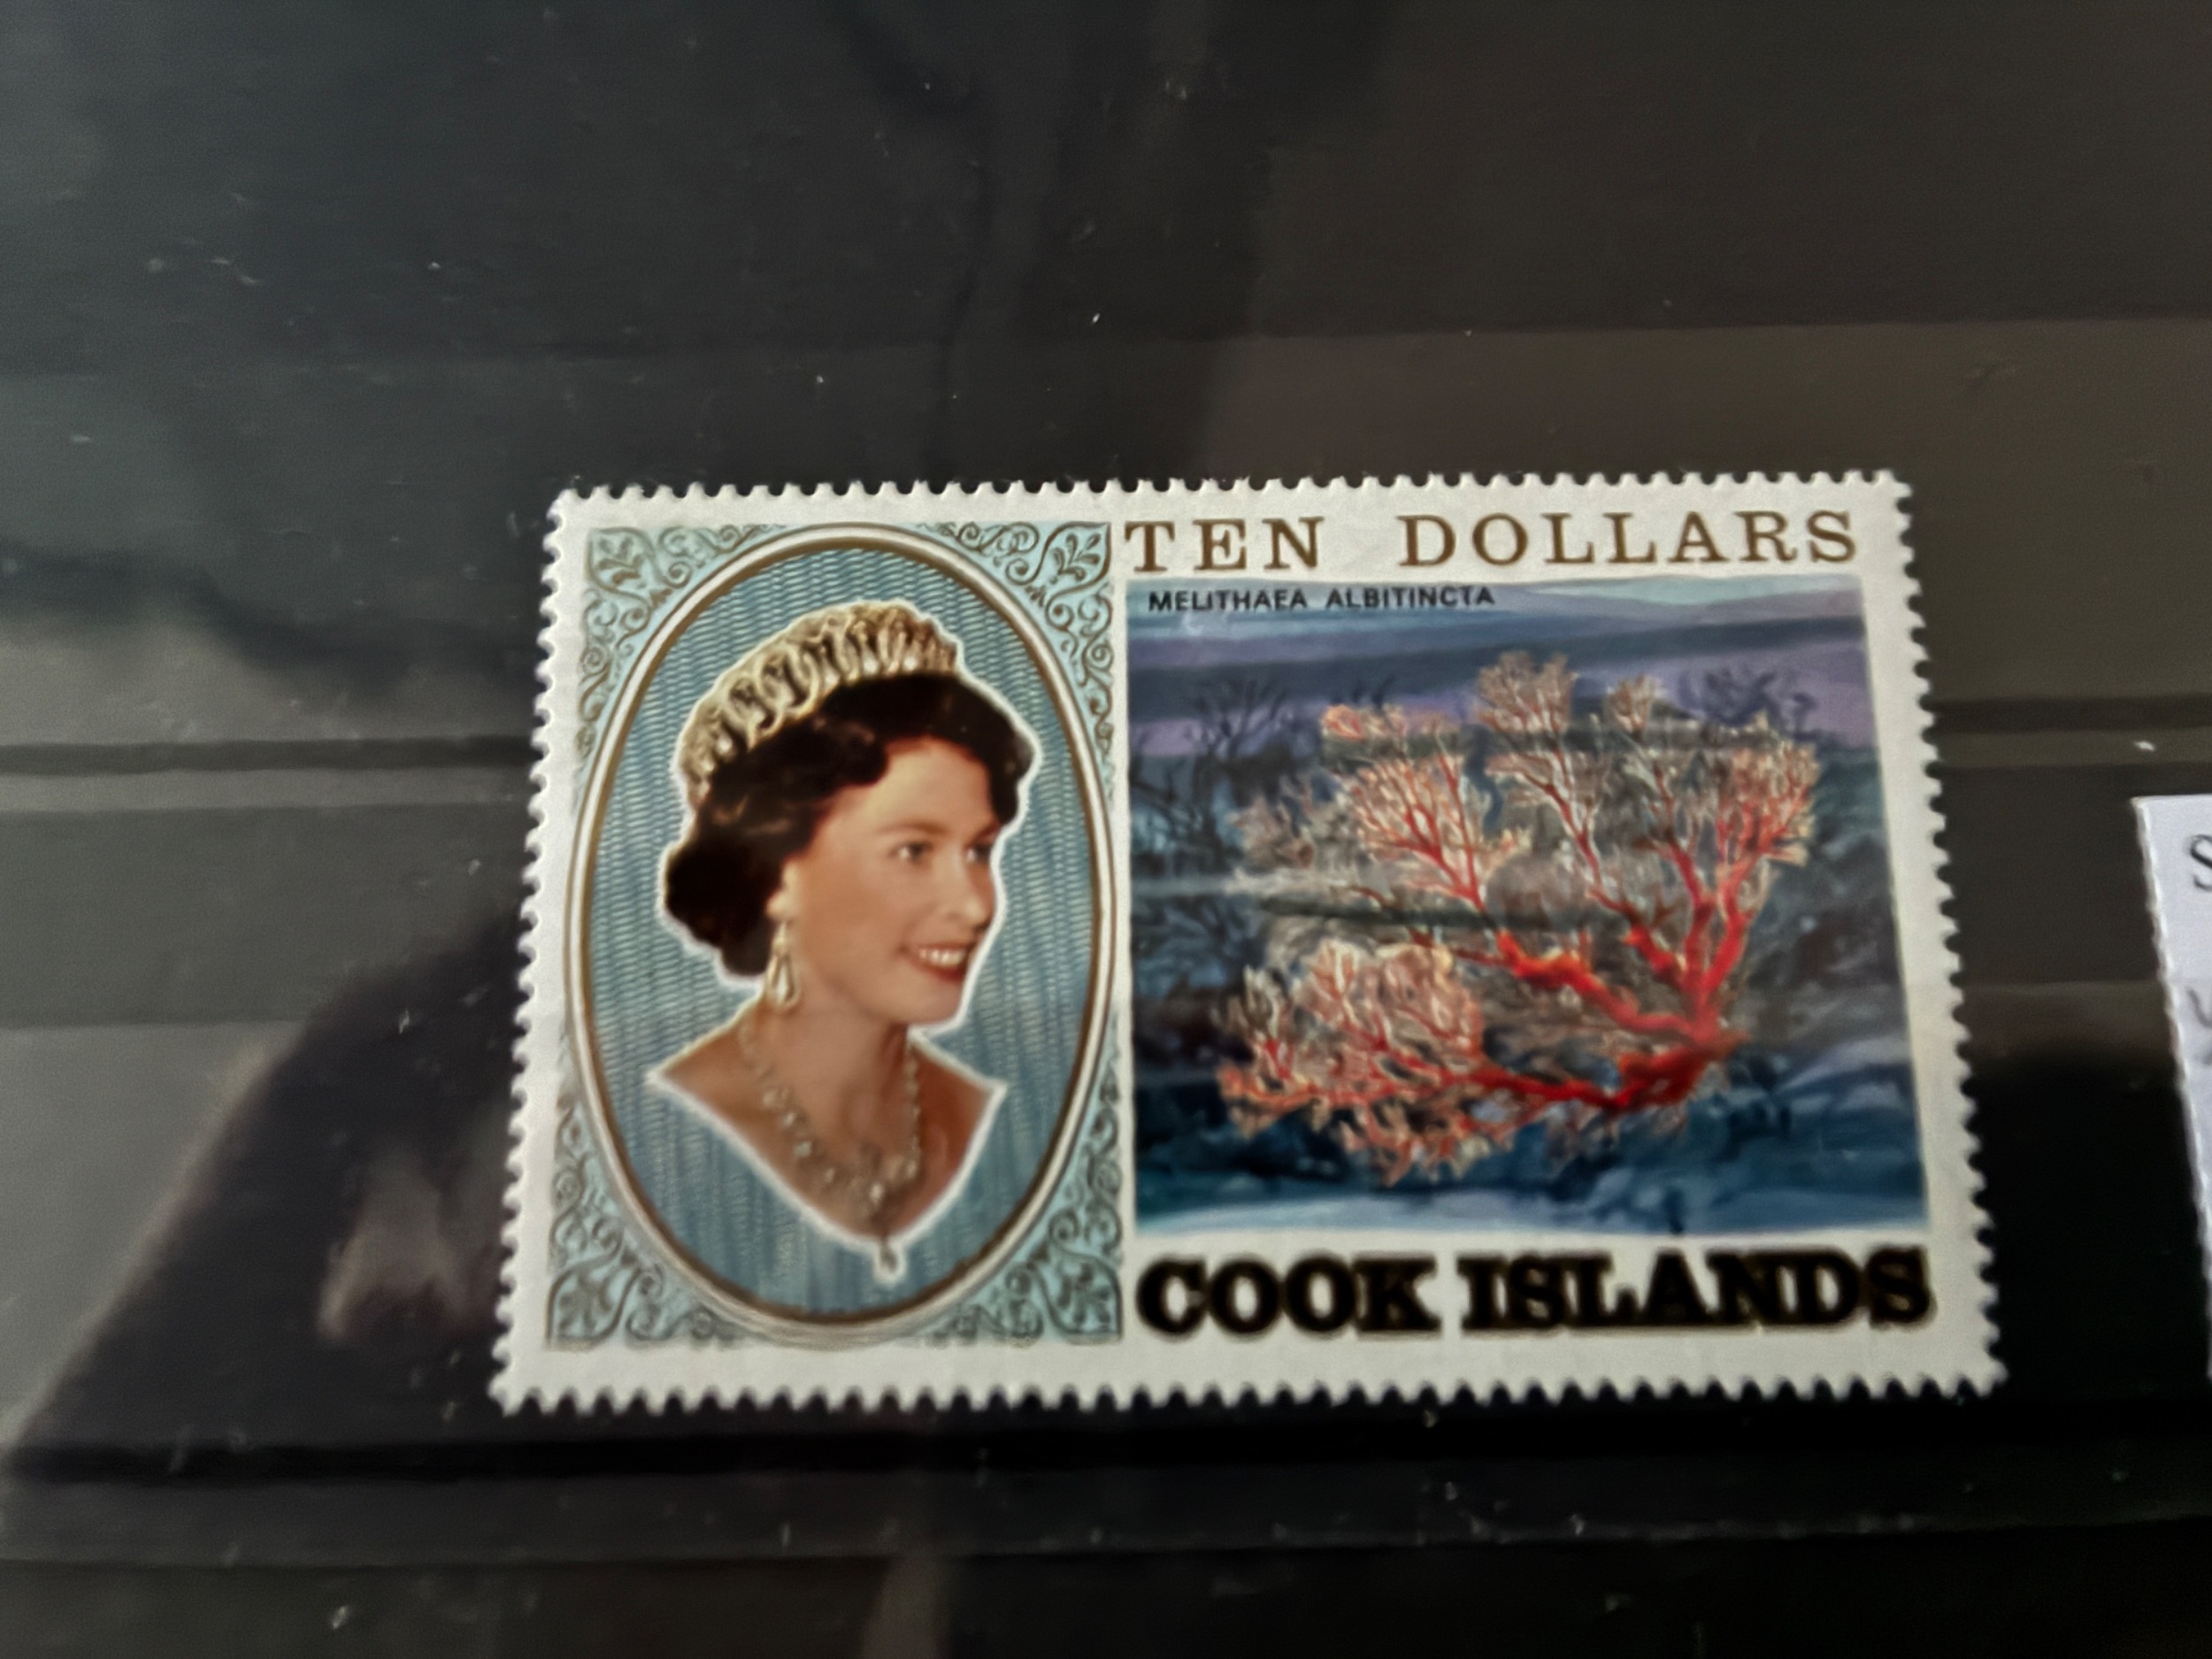 TEN DOLLARS
MELITHAEA ALBITINCTA
COOK ISLANDS